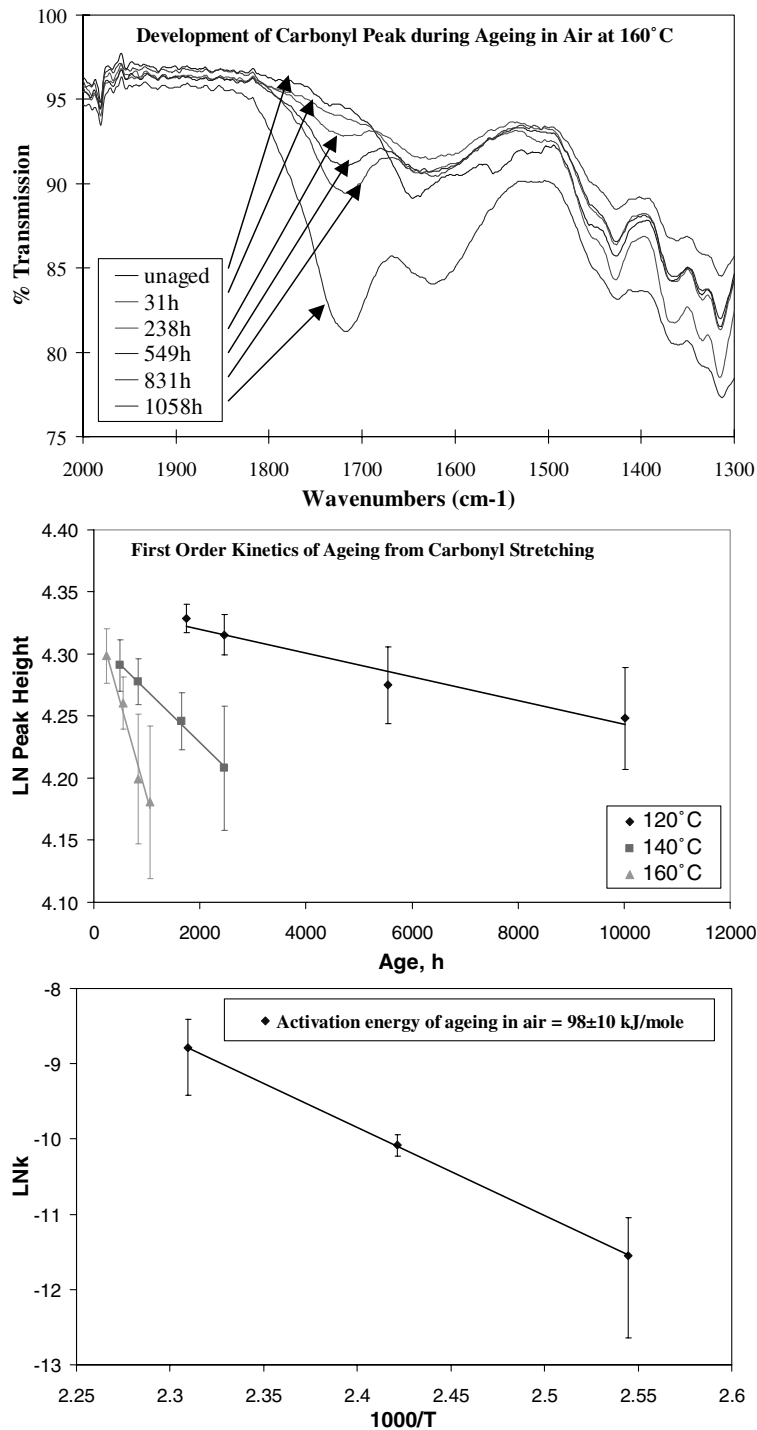 Development of Carbonyl Peak during Ageing in Air at 160˚C
100
95
90
85
80
75
% Transmission
unaged
31h
238h
549h
831h
1058h
2000 1900 1800 1700 1600 1500 1400 1300
Wavenumbers (cm-1)
First Order Kinetics of Ageing from Carbonyl Stretching
4.40
4.35
4.30
4.25
4.20
4.15
4.10
LN Peak Height
120˚C
140˚C
160˚C
0 2000 4000 6000 8000 10000 12000
Age, h
Activation energy of ageing in air = 98±10 kJ/mole
-8
-9
-10
-11
-12
-13
LNk
2.25 2.3 2.35 2.4 2.45 2.5 2.55 2.6
1000/T